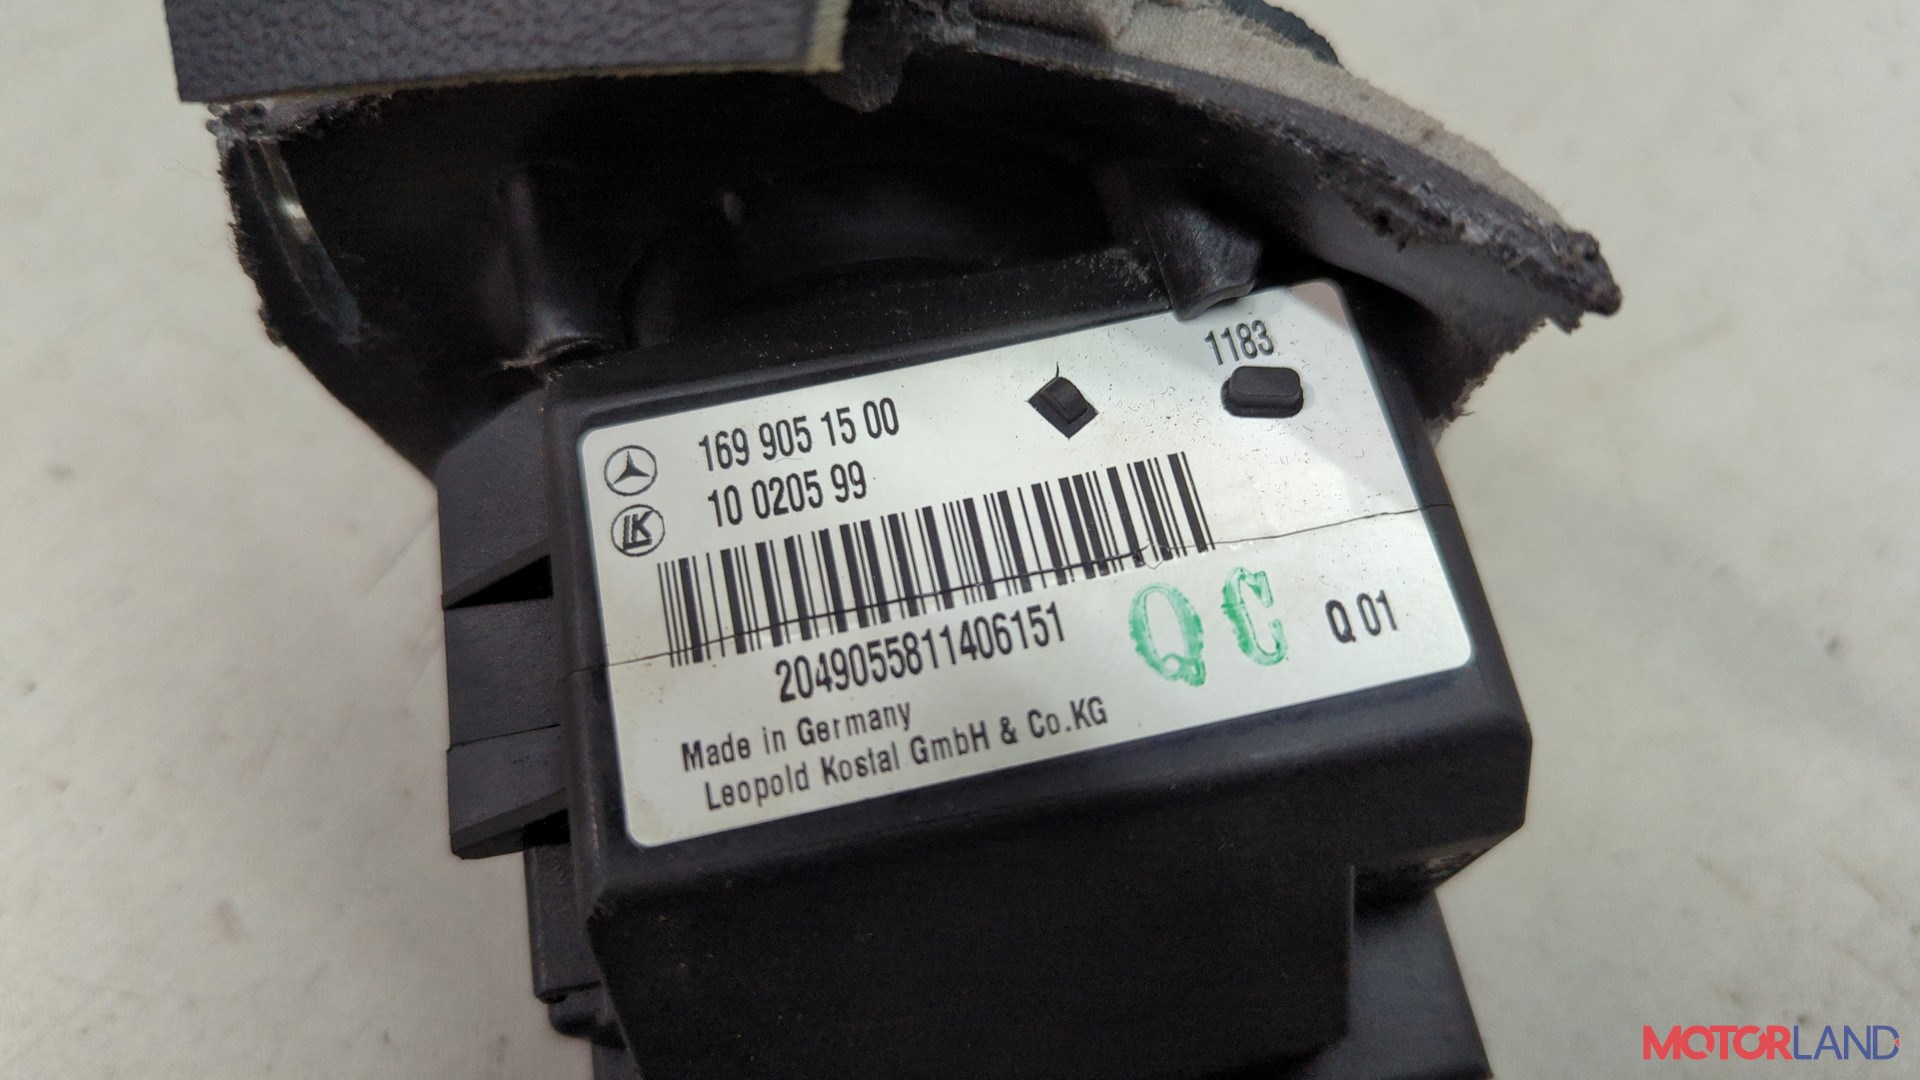 1183
169 905 15 00
10 0205 99
LK
2049055811406151
QC
Q 01
Made in Germany
Leopold Kostal GmbH & Co.KG
MOTORLAND